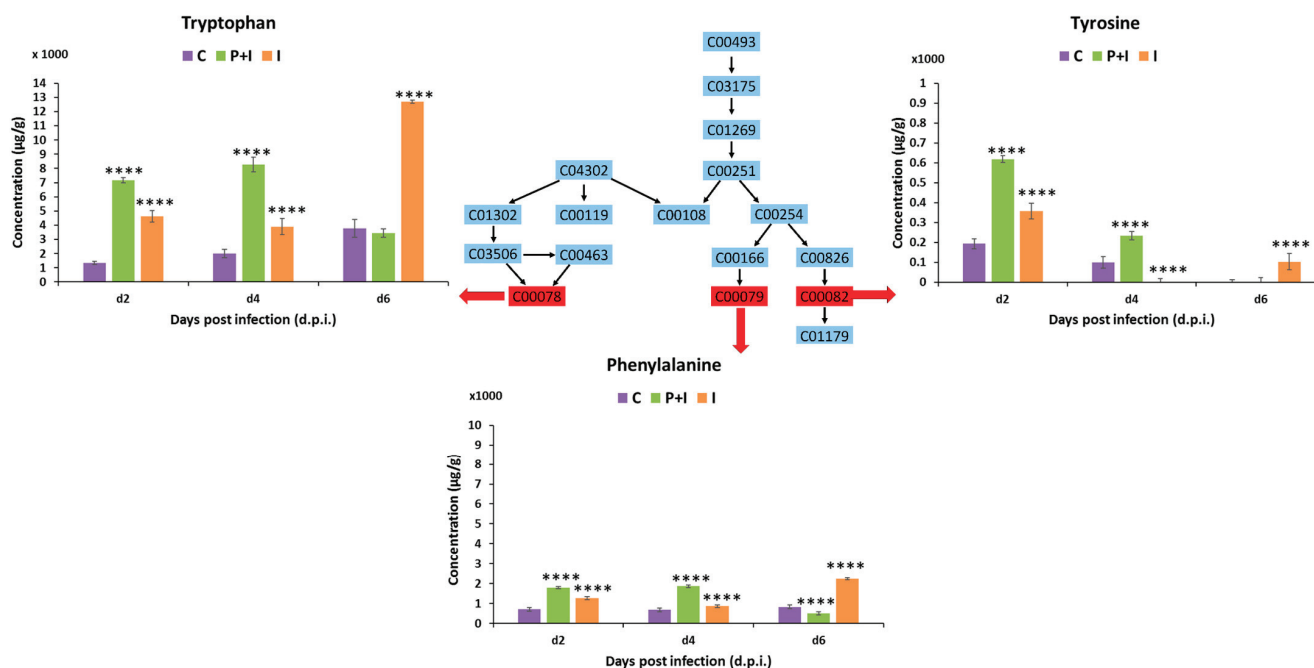 Tryptophan
x 1000
C P+I I
Concentration (µg/g)
14
13
12
11
10
9
8
7
6
5
4
3
2
1
**** **** **** **** ****
d2 d4 d6
Days post infection (d.p.i.)
C00493
C03175
C01269
C04302 C00251
C01302 C00119 C00108 C00254
C03506 C00463 C00166 C00826
C00078 C00079 C00082
C01179
Tyrosine
x1000
C P+I I
Concentration (µg/g)
1
0.9
0.8
0.7
0.6
0.5
0.4
0.3
0.2
0.1
0
**** **** **** **** ****
d2 d4 d6
Days post infection (d.p.i.)
Phenylalanine
x1000
C P+I I
Concentration (µg/g)
10
9
8
7
6
5
4
3
2
1
0
**** **** **** **** **** ****
d2 d4 d6
Days post infection (d.p.i.)